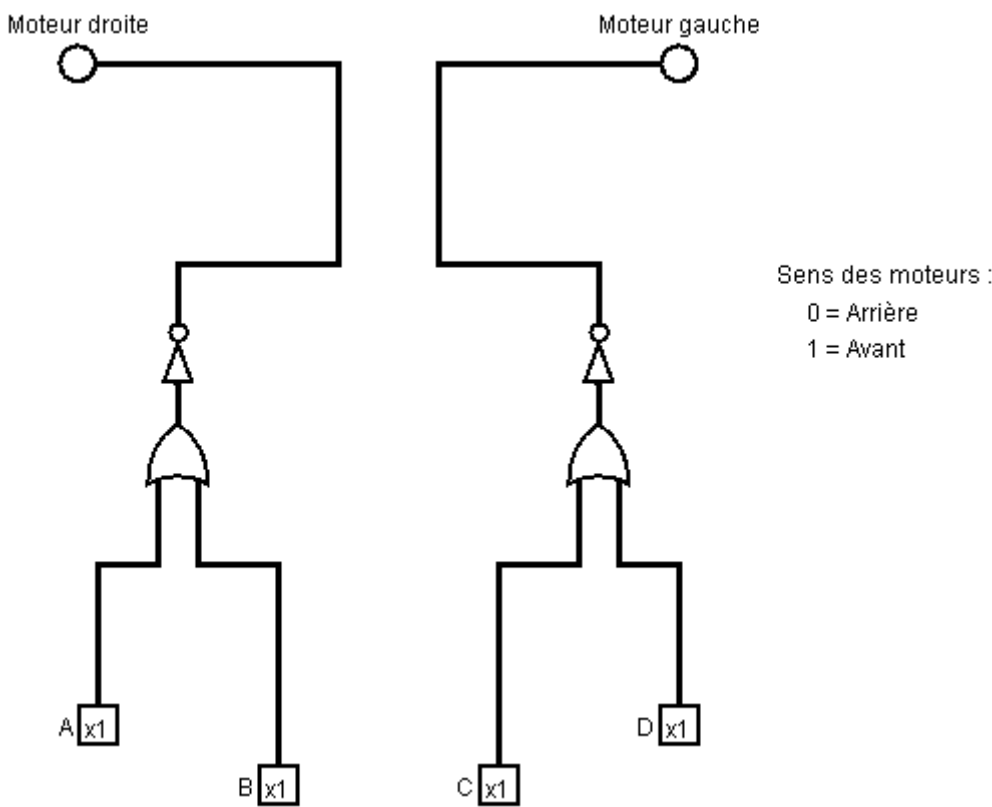 Moteur droite
Moteur gauche
Sens des moteurs :
0 = Arrière
1 = Avant
A x1
D x1
B x1
C x1